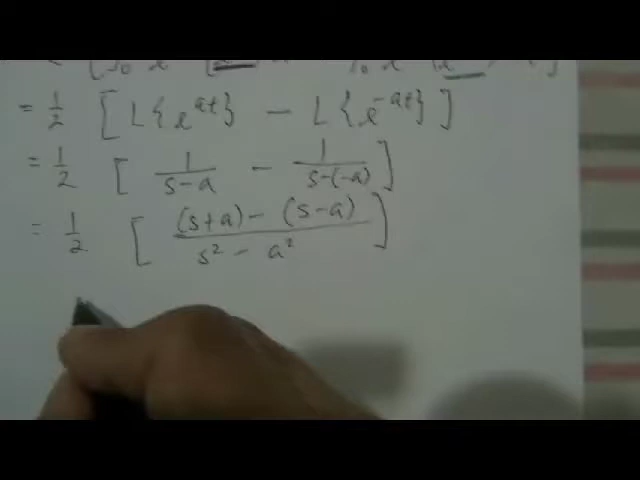 = 1/2 [ L{e^at} - L{e^-at} ]
= 1/2 [ 1/(s-a) - 1/(s-(-a)) ]
= 1/2 [ ((s+a) - (s-a))/(s² - a²) ]